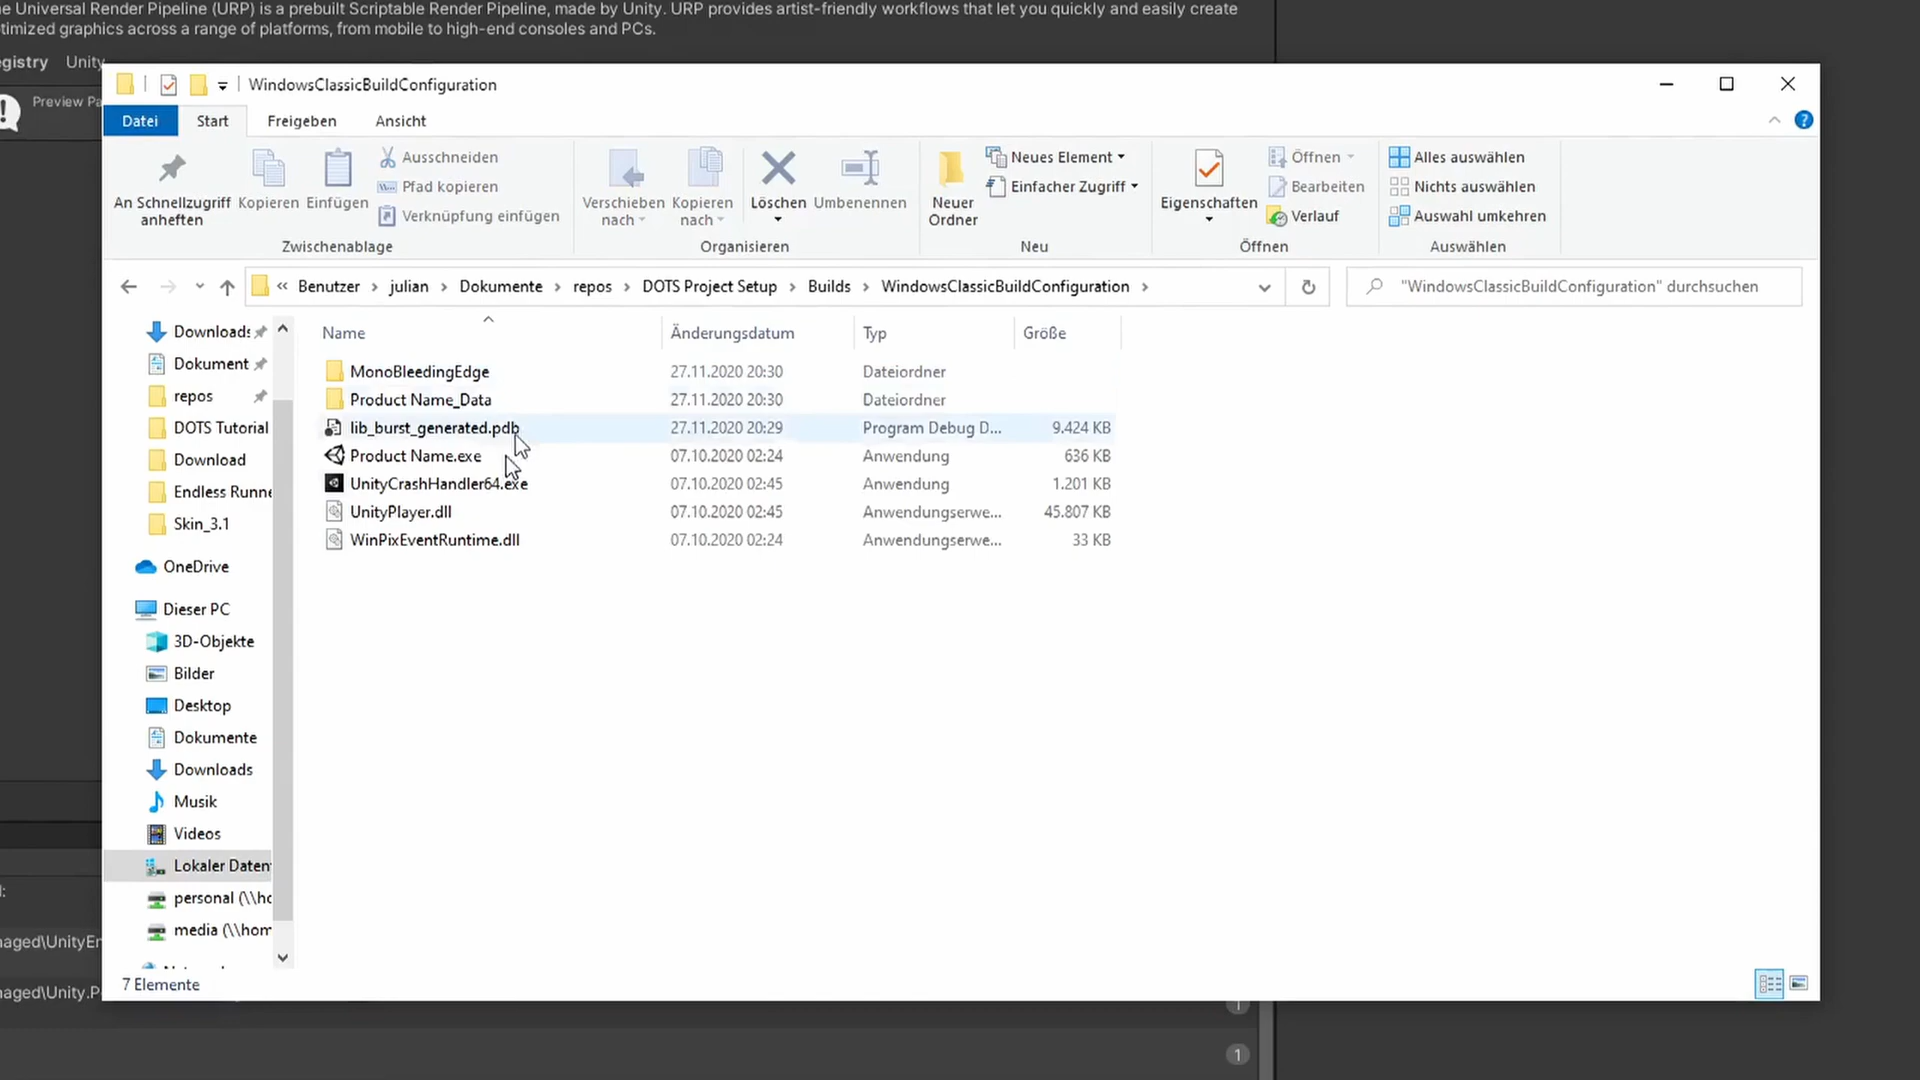 e Universal Render Pipeline (URP) is a prebuilt Scriptable Render Pipeline, made by Unity. URP provides artist-friendly workflows that let you quickly and easily create
timized graphics across a range of platforms, from mobile to high-end consoles and PCs.
egistry Unity
Preview Pa
WindowsClassicBuildConfiguration
Datei Start Freigeben Ansicht
An Schnellzugriff anheften
Kopieren
Einfügen
Ausschneiden
Pfad kopieren
Verknüpfung einfügen
Zwischenablage
Verschieben nach
Kopieren nach
Löschen
Umbenennen
Organisieren
Neuer Ordner
Neues Element
Einfacher Zugriff
Neu
Eigenschaften
Öffnen
Bearbeiten
Verlauf
Öffnen
Alles auswählen
Nichts auswählen
Auswahl umkehren
Auswählen
« Benutzer › julian › Dokumente › repos › DOTS Project Setup › Builds › WindowsClassicBuildConfiguration ›
"WindowsClassicBuildConfiguration" durchsuchen
Downloads
Dokument
repos
DOTS Tutorial
Download
Endless Runne
Skin_3.1
OneDrive
Dieser PC
3D-Objekte
Bilder
Desktop
Dokumente
Downloads
Musik
Videos
Lokaler Daten
personal (\\ho
media (\\hom
Name Änderungsdatum Typ Größe
MonoBleedingEdge 27.11.2020 20:30 Dateiordner
Product Name_Data 27.11.2020 20:30 Dateiordner
lib_burst_generated.pdb 27.11.2020 20:29 Program Debug D... 9.424 KB
Product Name.exe 07.10.2020 02:24 Anwendung 636 KB
UnityCrashHandler64.exe 07.10.2020 02:45 Anwendung 1.201 KB
UnityPlayer.dll 07.10.2020 02:45 Anwendungserwe... 45.807 KB
WinPixEventRuntime.dll 07.10.2020 02:24 Anwendungserwe... 33 KB
7 Elemente
naged\UnityEn
naged\Unity.P
1
1